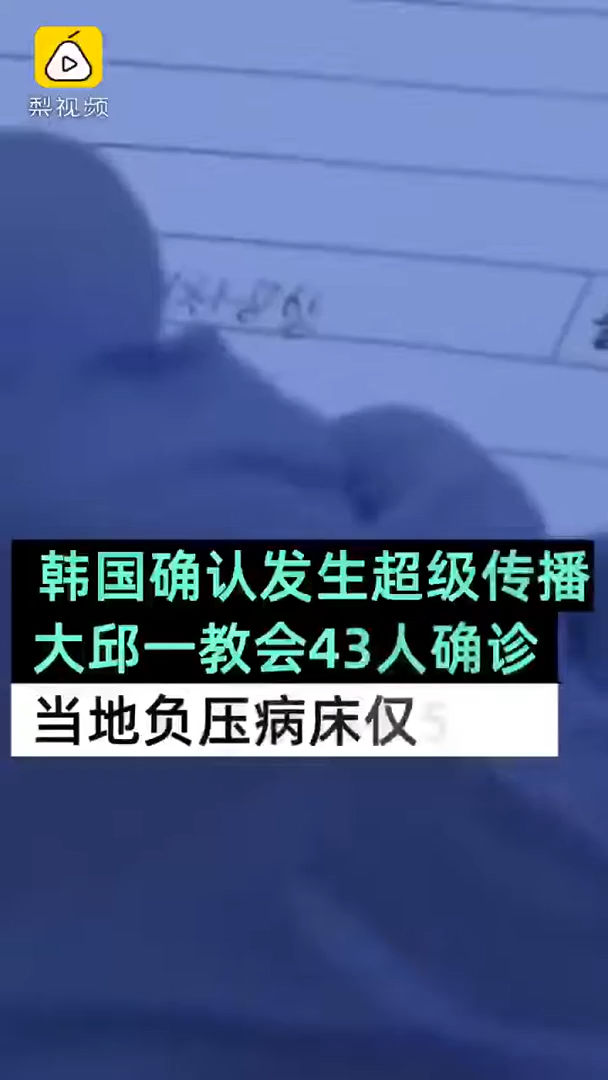 梨视频
韩国确认发生超级传播
大邱一教会43人确诊
当地负压病床仅